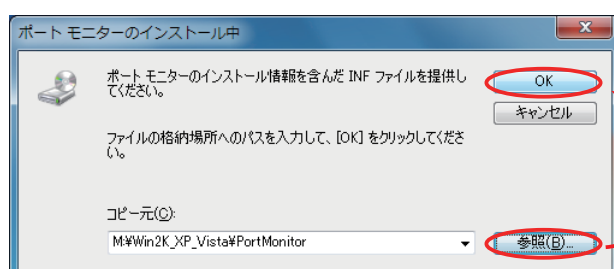 ポート モニターのインストール中
ポート モニターのインストール情報を含んだ INF ファイルを提供し
てください。
OK
キャンセル
ファイルの格納場所へのパスを入力して、[OK] をクリックしてくださ
い。
コピー元(C):
M:¥Win2K_XP_Vista¥PortMonitor
参照(B)...